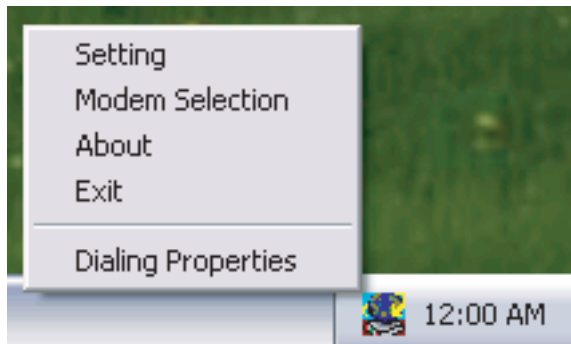 Setting
Modem Selection
About
Exit
Dialing Properties
12:00 AM